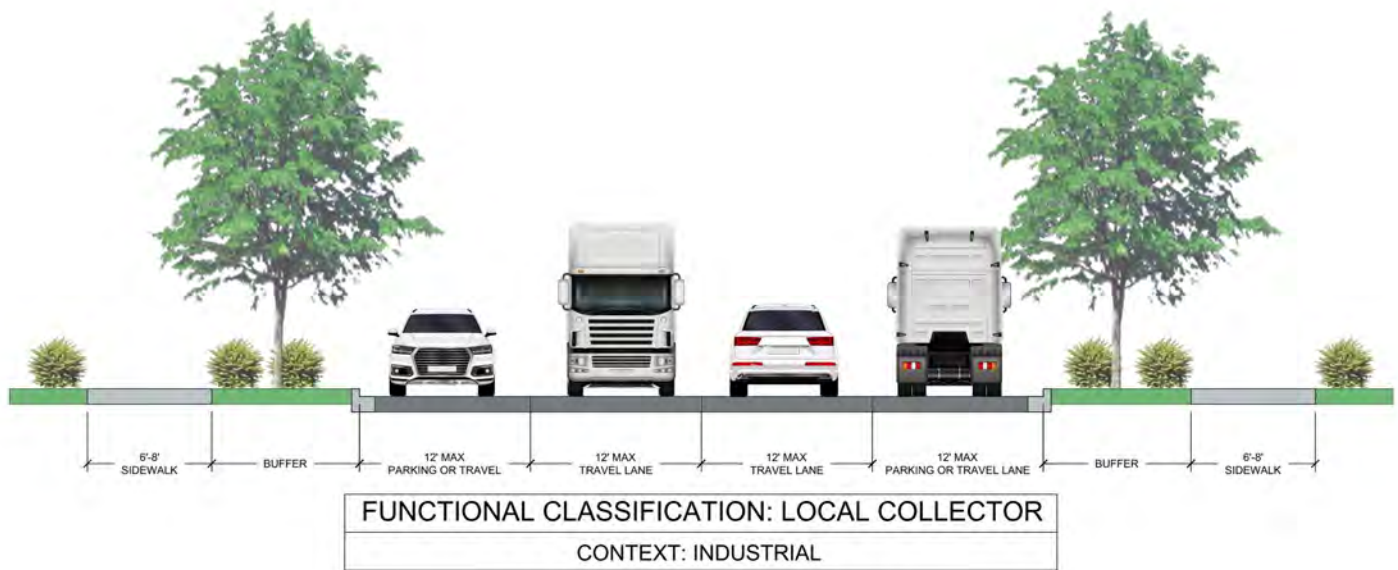 6'-8'
SIDEWALK
BUFFER
12' MAX
PARKING OR TRAVEL
12' MAX
TRAVEL LANE
12' MAX
TRAVEL LANE
12' MAX
PARKING OR TRAVEL LANE
BUFFER
6'-8'
SIDEWALK
FUNCTIONAL CLASSIFICATION: LOCAL COLLECTOR
CONTEXT: INDUSTRIAL